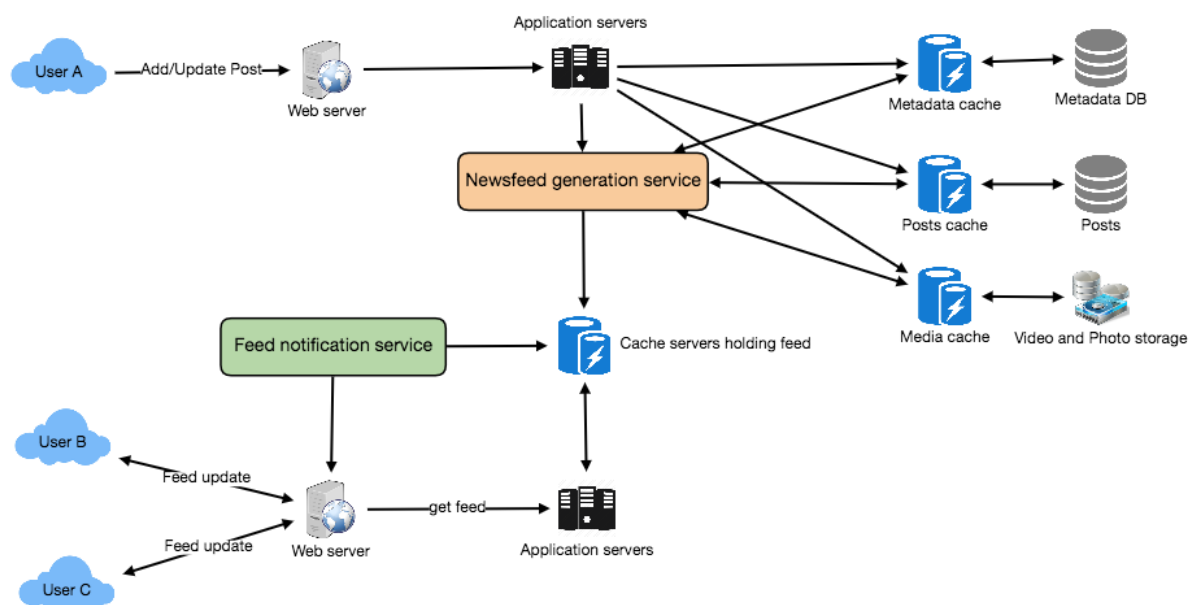 Application servers
User A
Add/Update Post
Web server
Metadata cache
Metadata DB
Newsfeed generation service
Posts cache
Posts
Media cache
Video and Photo storage
Feed notification service
Cache servers holding feed
User B
Feed update
get feed
Feed update
Web server
Application servers
User C